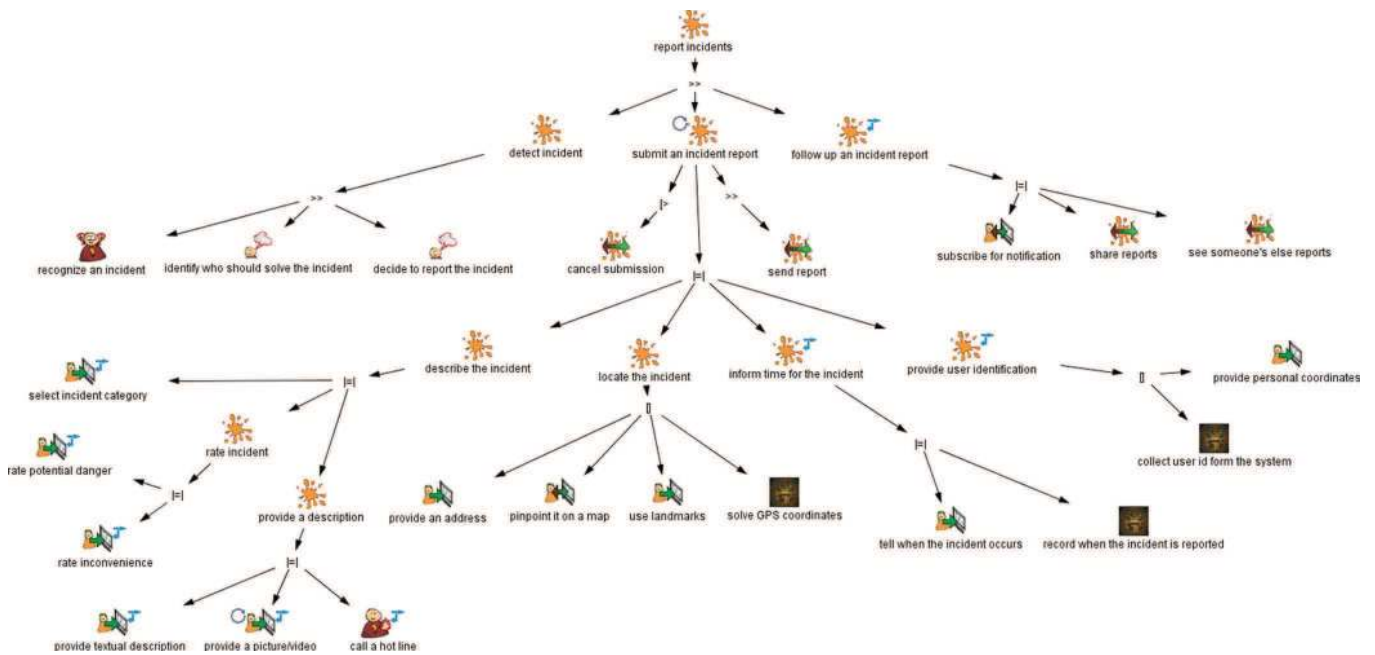 report incidents
>>
detect incident
submit an incident report
follow up an incident report
>>
[>
>>
|=|
recognize an incident
identify who should solve the incident
decide to report the incident
cancel submission
send report
subscribe for notification
share reports
see someone's else reports
|=|
describe the incident
locate the incident
inform time for the incident
provide user identification
select incident category
|=|
[]
[]
provide personal coordinates
rate potential danger
rate incident
|=|
collect user id form the system
|=|
provide a description
provide an address
pinpoint it on a map
use landmarks
solve GPS coordinates
tell when the incident occurs
record when the incident is reported
rate inconvenience
|=|
provide textual description
provide a picture/video
call a hot line